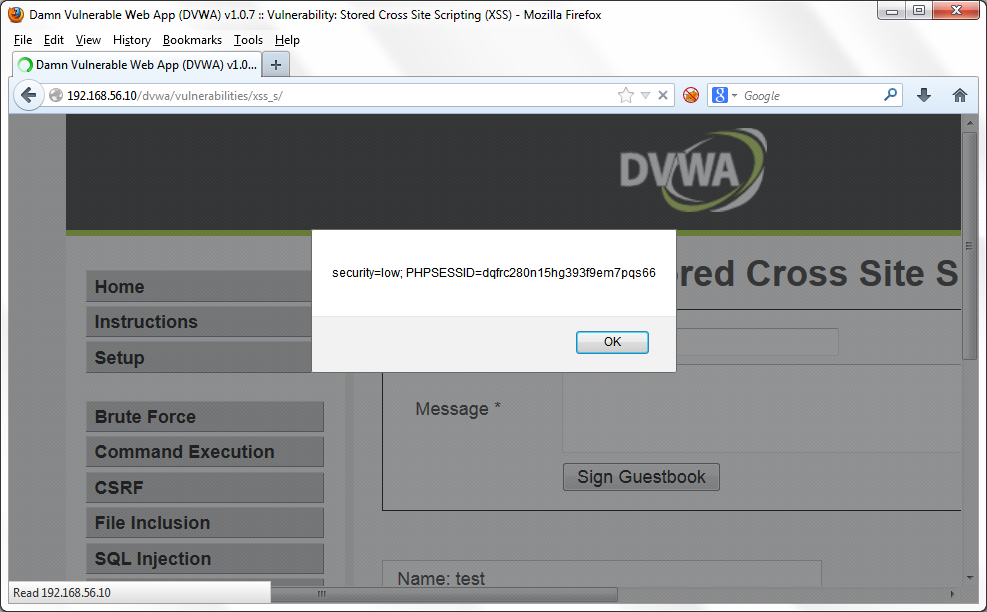 Damn Vulnerable Web App (DVWA) v1.0.7 :: Vulnerability: Stored Cross Site Scripting (XSS) - Mozilla Firefox
File Edit View History Bookmarks Tools Help
Damn Vulnerable Web App (DVWA) v1.0...
192.168.56.10/dvwa/vulnerabilities/xss_s/
8 Google
DVWA
security=low; PHPSESSID=dqfrc280n15hg393f9em7pqs66
OK
red Cross Site S
Home
Instructions
Setup
Brute Force
Command Execution
CSRF
File Inclusion
SQL Injection
Message *
Sign Guestbook
Name: test
Read 192.168.56.10